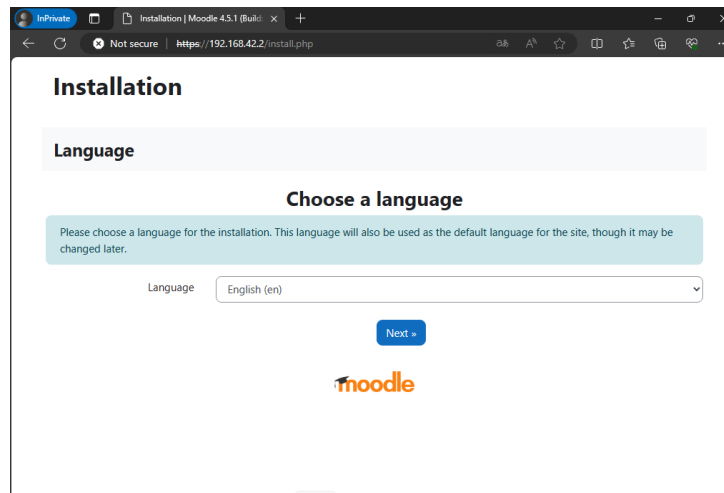 InPrivate
Installation | Moodle 4.5.1 (Build:
Not secure
https://192.168.42.2/install.php
Installation
Language
Choose a language
Please choose a language for the installation. This language will also be used as the default language for the site, though it may be
changed later.
Language
English (en)
Next »
moodle